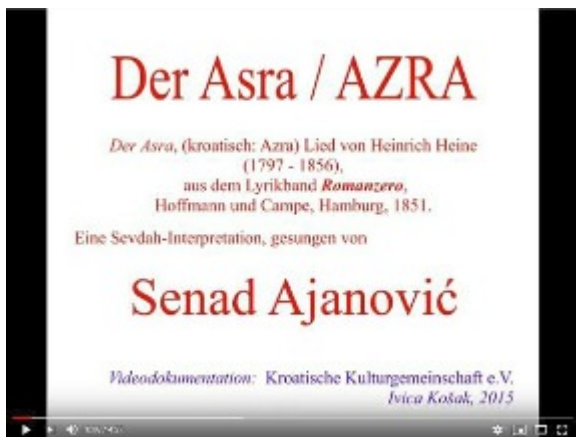 Der Asra / AZRA
Der Asra, (kroatisch: Azra) Lied von Heinrich Heine
(1797 - 1856),
aus dem Lyrikband Romanzero,
Hoffmann und Campe, Hamburg, 1851.
Eine Sevdah-Interpretation, gesungen von
Senad Ajanović
Videodokumentation: Kroatische Kulturgemeinschaft e.V.
Ivica Košak, 2015